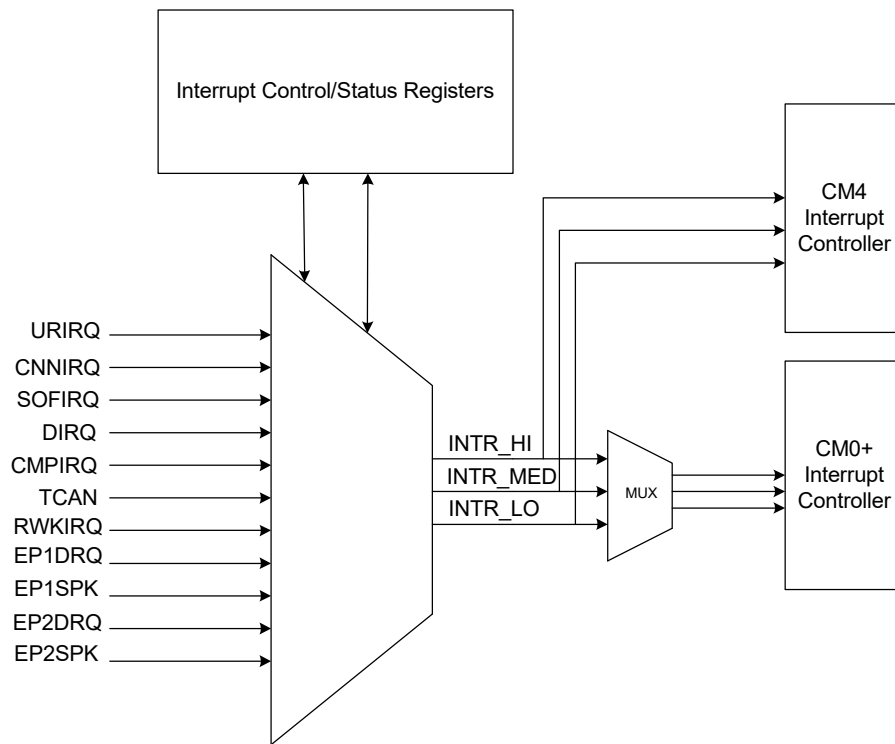 Interrupt Control/Status Registers
CM4
Interrupt
Controller
URIRQ
CNNIRQ
SOFIRQ
DIRQ
CMPIRQ
TCAN
RWKIRQ
EP1DRQ
EP1SPK
EP2DRQ
EP2SPK
INTR_HI
INTR_MED
INTR_LO
MUX
CM0+
Interrupt
Controller